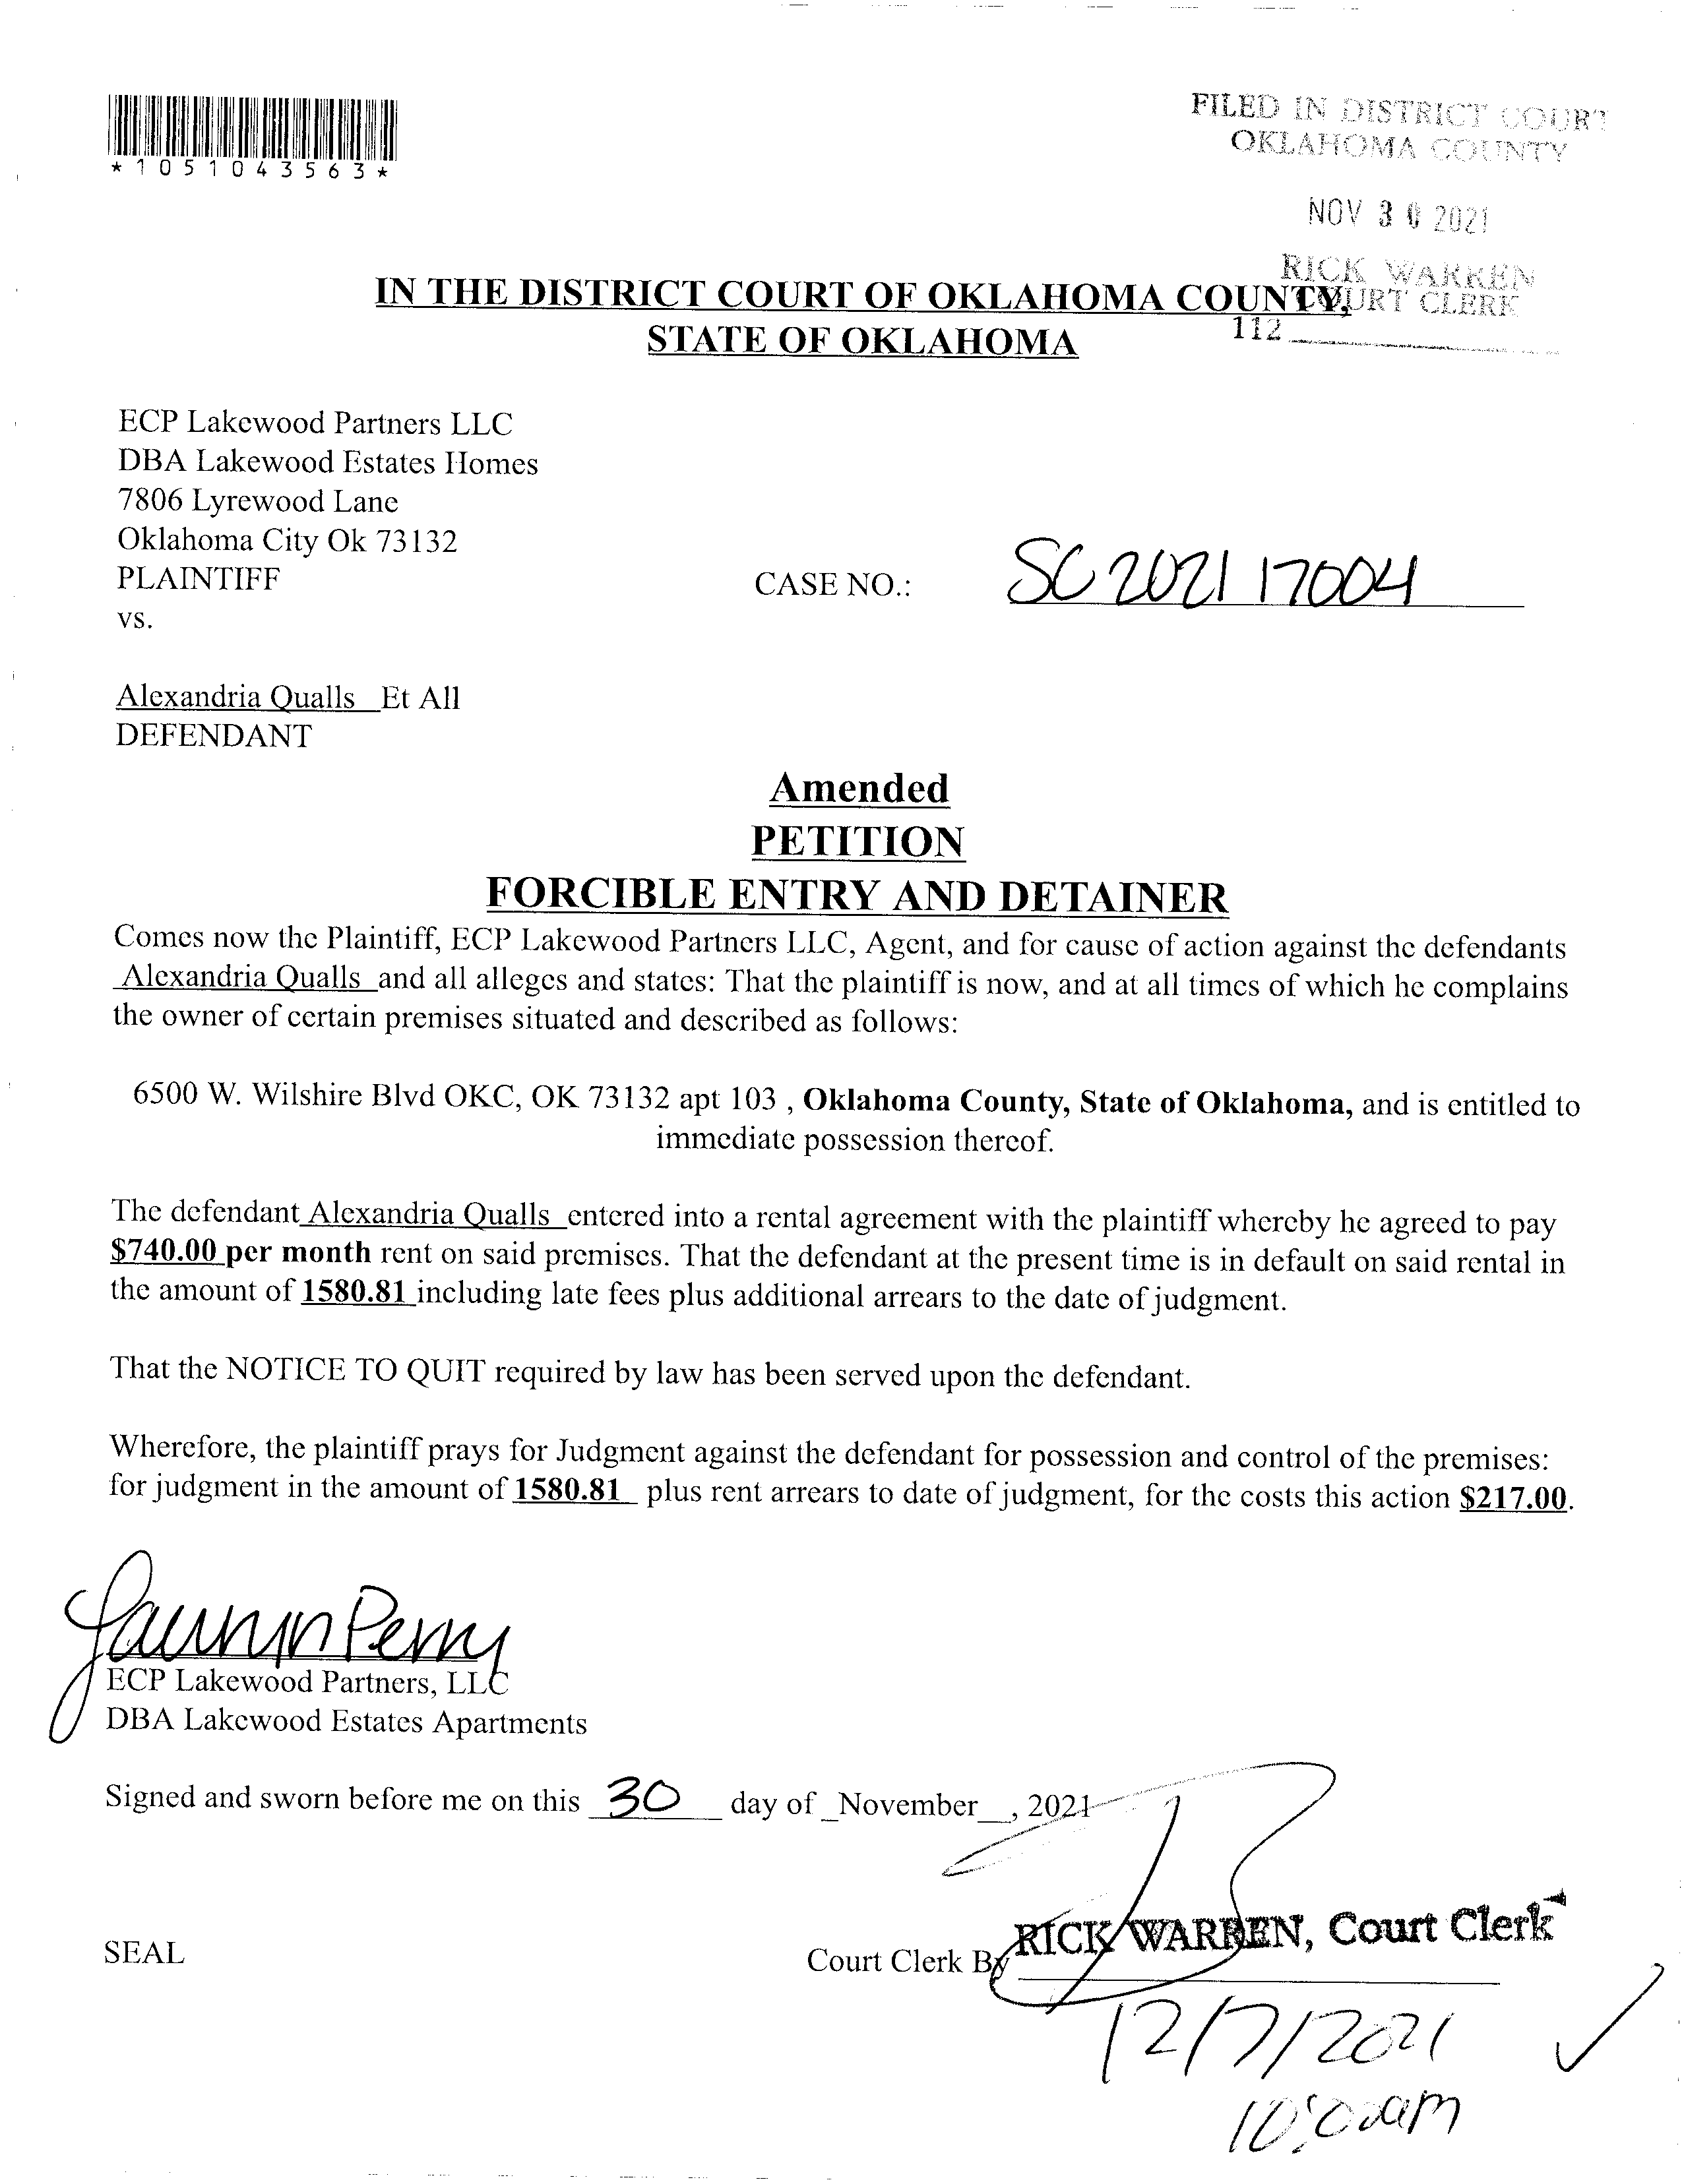 *1051043563*
FILED IN DISTRICT COURT
OKLAHOMA COUNTY
NOV 30 2021
RICK WARREN
COURT CLERK
112
IN THE DISTRICT COURT OF OKLAHOMA COUNTY,
STATE OF OKLAHOMA
ECP Lakewood Partners LLC
DBA Lakewood Estates Homes
7806 Lyrewood Lane
Oklahoma City Ok 73132
PLAINTIFF
CASE NO.: SC 2021 17004
vs.
Alexandria Qualls Et All
DEFENDANT
Amended
PETITION
FORCIBLE ENTRY AND DETAINER
Comes now the Plaintiff, ECP Lakewood Partners LLC, Agent, and for cause of action against the defendants
Alexandria Qualls and all alleges and states: That the plaintiff is now, and at all times of which he complains
the owner of certain premises situated and described as follows:
6500 W. Wilshire Blvd OKC, OK 73132 apt 103 , Oklahoma County, State of Oklahoma, and is entitled to
immediate possession thereof.
The defendant Alexandria Qualls entered into a rental agreement with the plaintiff whereby he agreed to pay
$740.00 per month rent on said premises. That the defendant at the present time is in default on said rental in
the amount of 1580.81 including late fees plus additional arrears to the date of judgment.
That the NOTICE TO QUIT required by law has been served upon the defendant.
Wherefore, the plaintiff prays for Judgment against the defendant for possession and control of the premises:
for judgment in the amount of 1580.81 plus rent arrears to date of judgment, for the costs this action $217.00.
Perry
ECP Lakewood Partners, LLC
DBA Lakewood Estates Apartments
Signed and sworn before me on this 30 day of _November_, 2021
SEAL
Court Clerk By RICK WARREN, Court Clerk
12/7/2021
10:00am